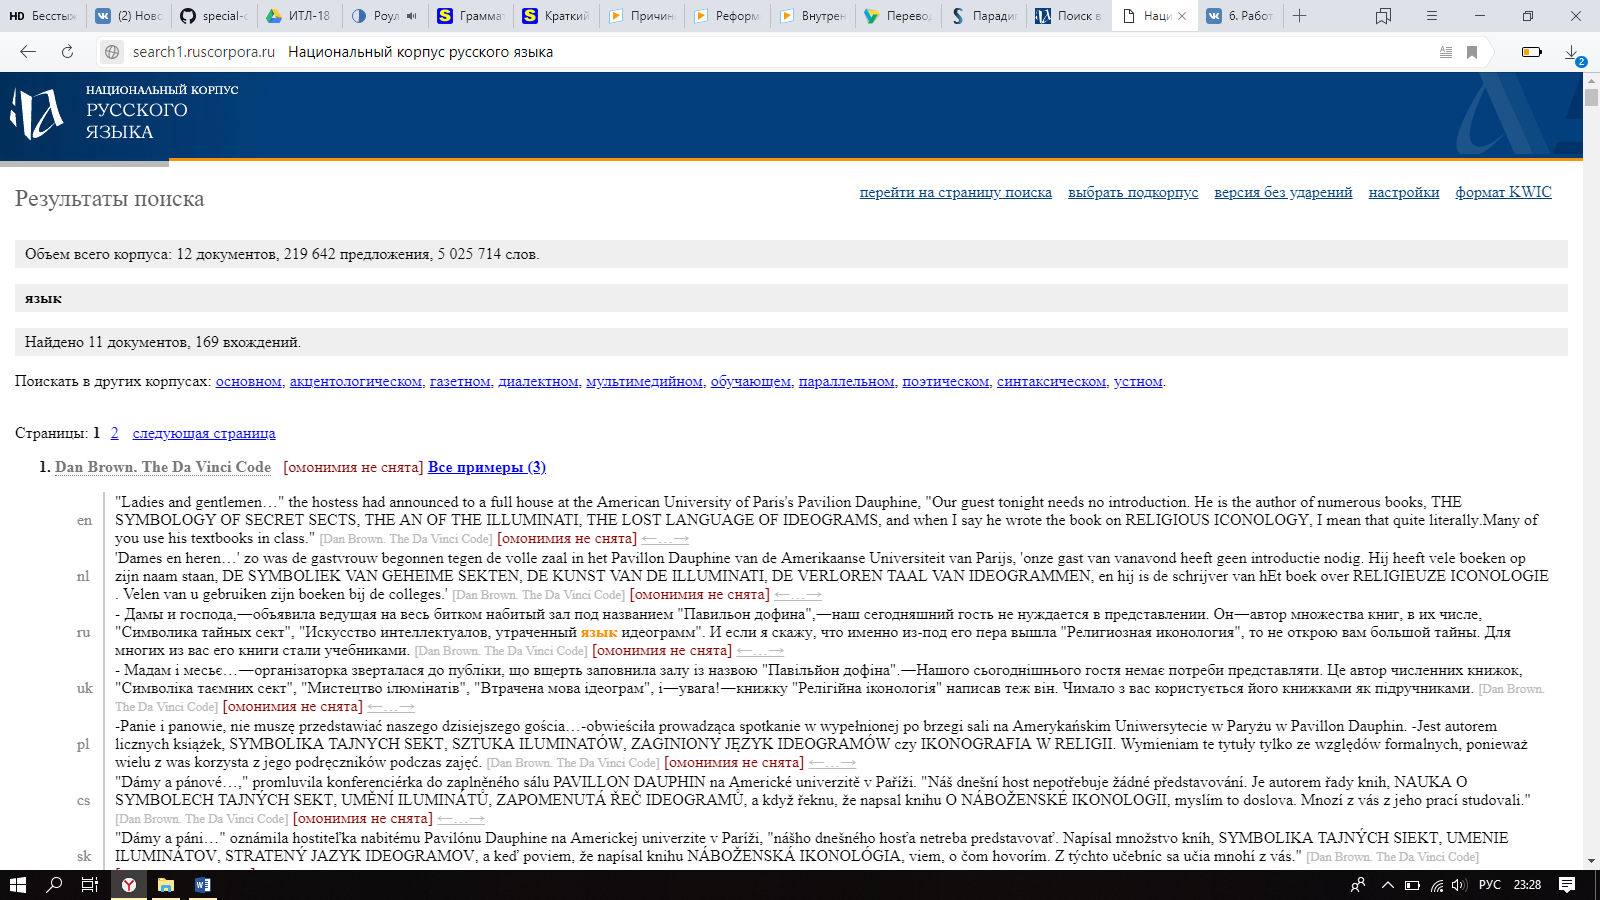 HD Бесстыж
(2) Ново
special-c
ИТЛ-18
Роул
Граммат
Краткий
Причин
Реформ
Внутрен
Перевод
Паради
Поиск в
Наци
6. Работ
search1.ruscorpora.ru Национальный корпус русского языка
2
НАЦИОНАЛЬНЫЙ КОРПУС
РУССКОГО
ЯЗЫКА
Результаты поиска
перейти на страницу поиска выбрать подкорпус версия без ударений настройки формат KWIC
Объем всего корпуса: 12 документов, 219 642 предложения, 5 025 714 слов.
язык
Найдено 11 документов, 169 вхождений.
Поискать в других корпусах: основном, акцентологическом, газетном, диалектном, мультимедийном, обучающем, параллельном, поэтическом, синтаксическом, устном.
Страницы: 1 2 следующая страница
1. Dan Brown. The Da Vinci Code [омонимия не снята] Все примеры (3)
"Ladies and gentlemen…" the hostess had announced to a full house at the American University of Paris's Pavilion Dauphine, "Our guest tonight needs no introduction. He is the author of numerous books, THE
en SYMBOLOGY OF SECRET SECTS, THE AN OF THE ILLUMINATI, THE LOST LANGUAGE OF IDEOGRAMS, and when I say he wrote the book on RELIGIOUS ICONOLOGY, I mean that quite literally.Many of
you use his textbooks in class." [Dan Brown. The Da Vinci Code] [омонимия не снята] ←…→
'Dames en heren…' zo was de gastvrouw begonnen tegen de volle zaal in het Pavillon Dauphine van de Amerikaanse Universiteit van Parijs, 'onze gast van vanavond heeft geen introductie nodig. Hij heeft vele boeken op
nl zijn naam staan, DE SYMBOLIEK VAN GEHEIME SEKTEN, DE KUNST VAN DE ILLUMINATI, DE VERLOREN TAAL VAN IDEOGRAMMEN, en hij is de schrijver van hEt boek over RELIGIEUZE ICONOLOGIE
. Velen van u gebruiken zijn boeken bij de colleges.' [Dan Brown. The Da Vinci Code] [омонимия не снята] ←…→
- Дамы и господа,—объявила ведущая на весь битком набитый зал под названием "Павильон дофина",—наш сегодняшний гость не нуждается в представлении. Он—автор множества книг, в их числе,
ru "Символика тайных сект", "Искусство интеллектуалов, утраченный язык идеограмм". И если я скажу, что именно из-под его пера вышла "Религиозная иконология", то не открою вам большой тайны. Для
многих из вас его книги стали учебниками. [Dan Brown. The Da Vinci Code] [омонимия не снята] ←…→
- Мадам і месьє…—організаторка зверталася до публіки, що вщерть заповнила залу із назвою "Павільйон дофіна".—Нашого сьогоднішнього гостя немає потреби представляти. Це автор численних книжок,
uk "Символіка таємних сект", "Мистецтво ілюмінатів", "Втрачена мова ідеограм", і—увага!—книжку "Релігійна іконологія" написав теж він. Чимало з вас користується його книжками як підручниками. [Dan Brown. The Da
Vinci Code] [омонимия не снята] ←…→
-Panie i panowie, nie muszę przedstawiać naszego dzisiejszego gościa…-obwieściła prowadząca spotkanie w wypełnionej po brzegi sali na Amerykańskim Uniwersytecie w Paryżu w Pavillon Dauphin. -Jest autorem
pl licznych książek, SYMBOLIKA TAJNYCH SEKT, SZTUKA ILUMINATÓW, ZAGINIONY JĘZYK IDEOGRAMÓW czy IKONOGRAFIA W RELIGII. Wymieniam te tytuły tylko ze względów formalnych, ponieważ
wielu z was korzysta z jego podręczników podczas zajęć. [Dan Brown. The Da Vinci Code] [омонимия не снята] ←…→
"Dámy a pánové…," promluvila konferenciérka do zaplněného sálu PAVILLON DAUPHIN na Americké univerzitě v Paříži. "Náš dnešní host nepotřebuje žádné představování. Je autorem řady knih, NAUKA O
cs SYMBOLECH TAJNÝCH SEKT, UMĚNÍ ILUMINÁTŮ, ZAPOMENUTÁ ŘEČ IDEOGRAMŮ, a když řeknu, že napsal knihu O NÁBOŽENSKÉ IKONOLOGII, myslím to doslova. Mnozí z vás z jeho prací studovali."
[Dan Brown. The Da Vinci Code] [омонимия не снята] ←…→
"Dámy a páni…" oznámila hostiteľka nabitému Pavilónu Dauphine na Americkej univerzite v Paríži, "nášho dnešného hosťa netreba predstavovať. Napísal množstvo kníh, SYMBOLIKA TAJNÝCH SIEKT, UMENIE
sk ILUMINÁTOV, STRATENÝ JAZYK IDEOGRAMOV, a keď poviem, že napísal knihu NÁBOŽENSKÁ IKONOLÓGIA, viem, o čom hovorím. Z týchto učebníc sa učia mnohí z vás." [Dan Brown. The Da Vinci Code]
РУС 23:28